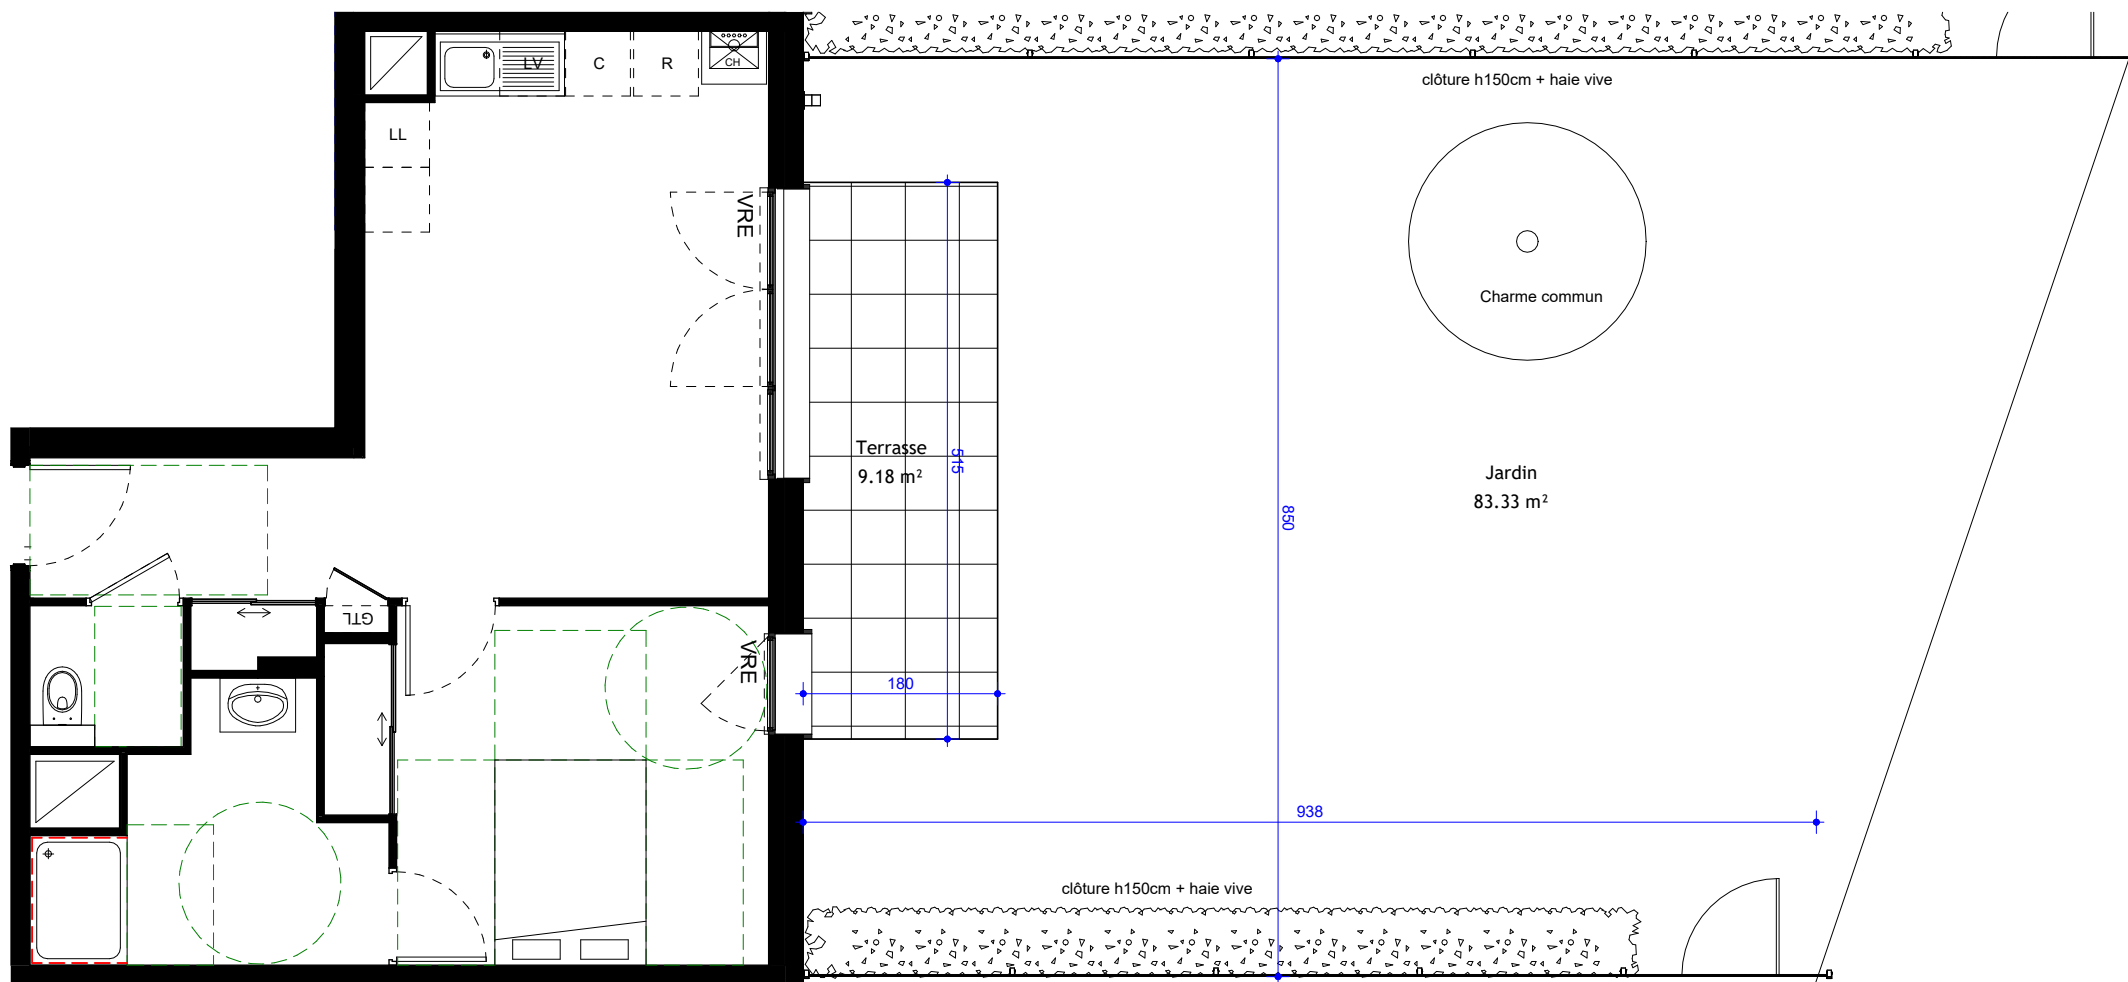 LV
C
R
CH
clôture h150cm + haie vive
LL
VRE
Charme commun
Terrasse
9.18 m²
515
Jardin
83.33 m²
850
GTL
VRE
180
938
clôture h150cm + haie vive